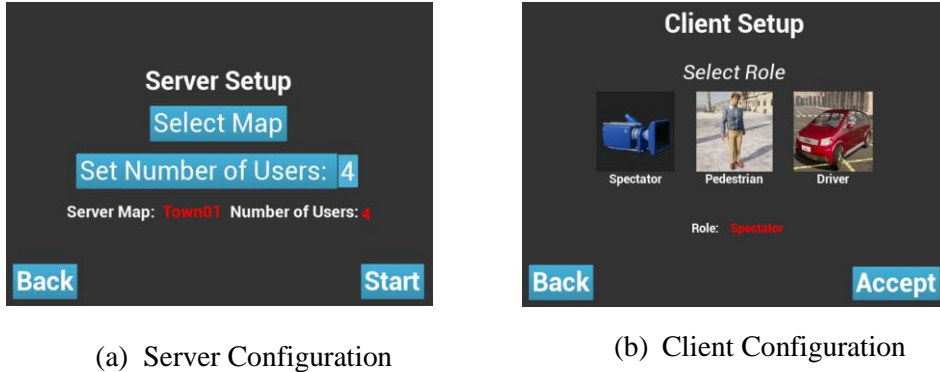 Server Setup
Select Map
Set Number of Users: 4
Server Map: Town01 Number of Users: 4
Back Start
(a) Server Configuration
Client Setup
Select Role
Spectator Pedestrian Driver
Role: Spectator
Back Accept
(b) Client Configuration